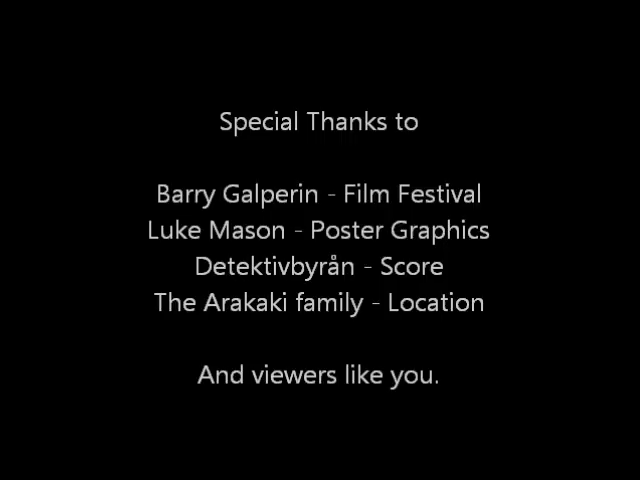 Special Thanks to
Barry Galperin - Film Festival
Luke Mason - Poster Graphics
Detektivbyrån - Score
The Arakaki family - Location
And viewers like you.